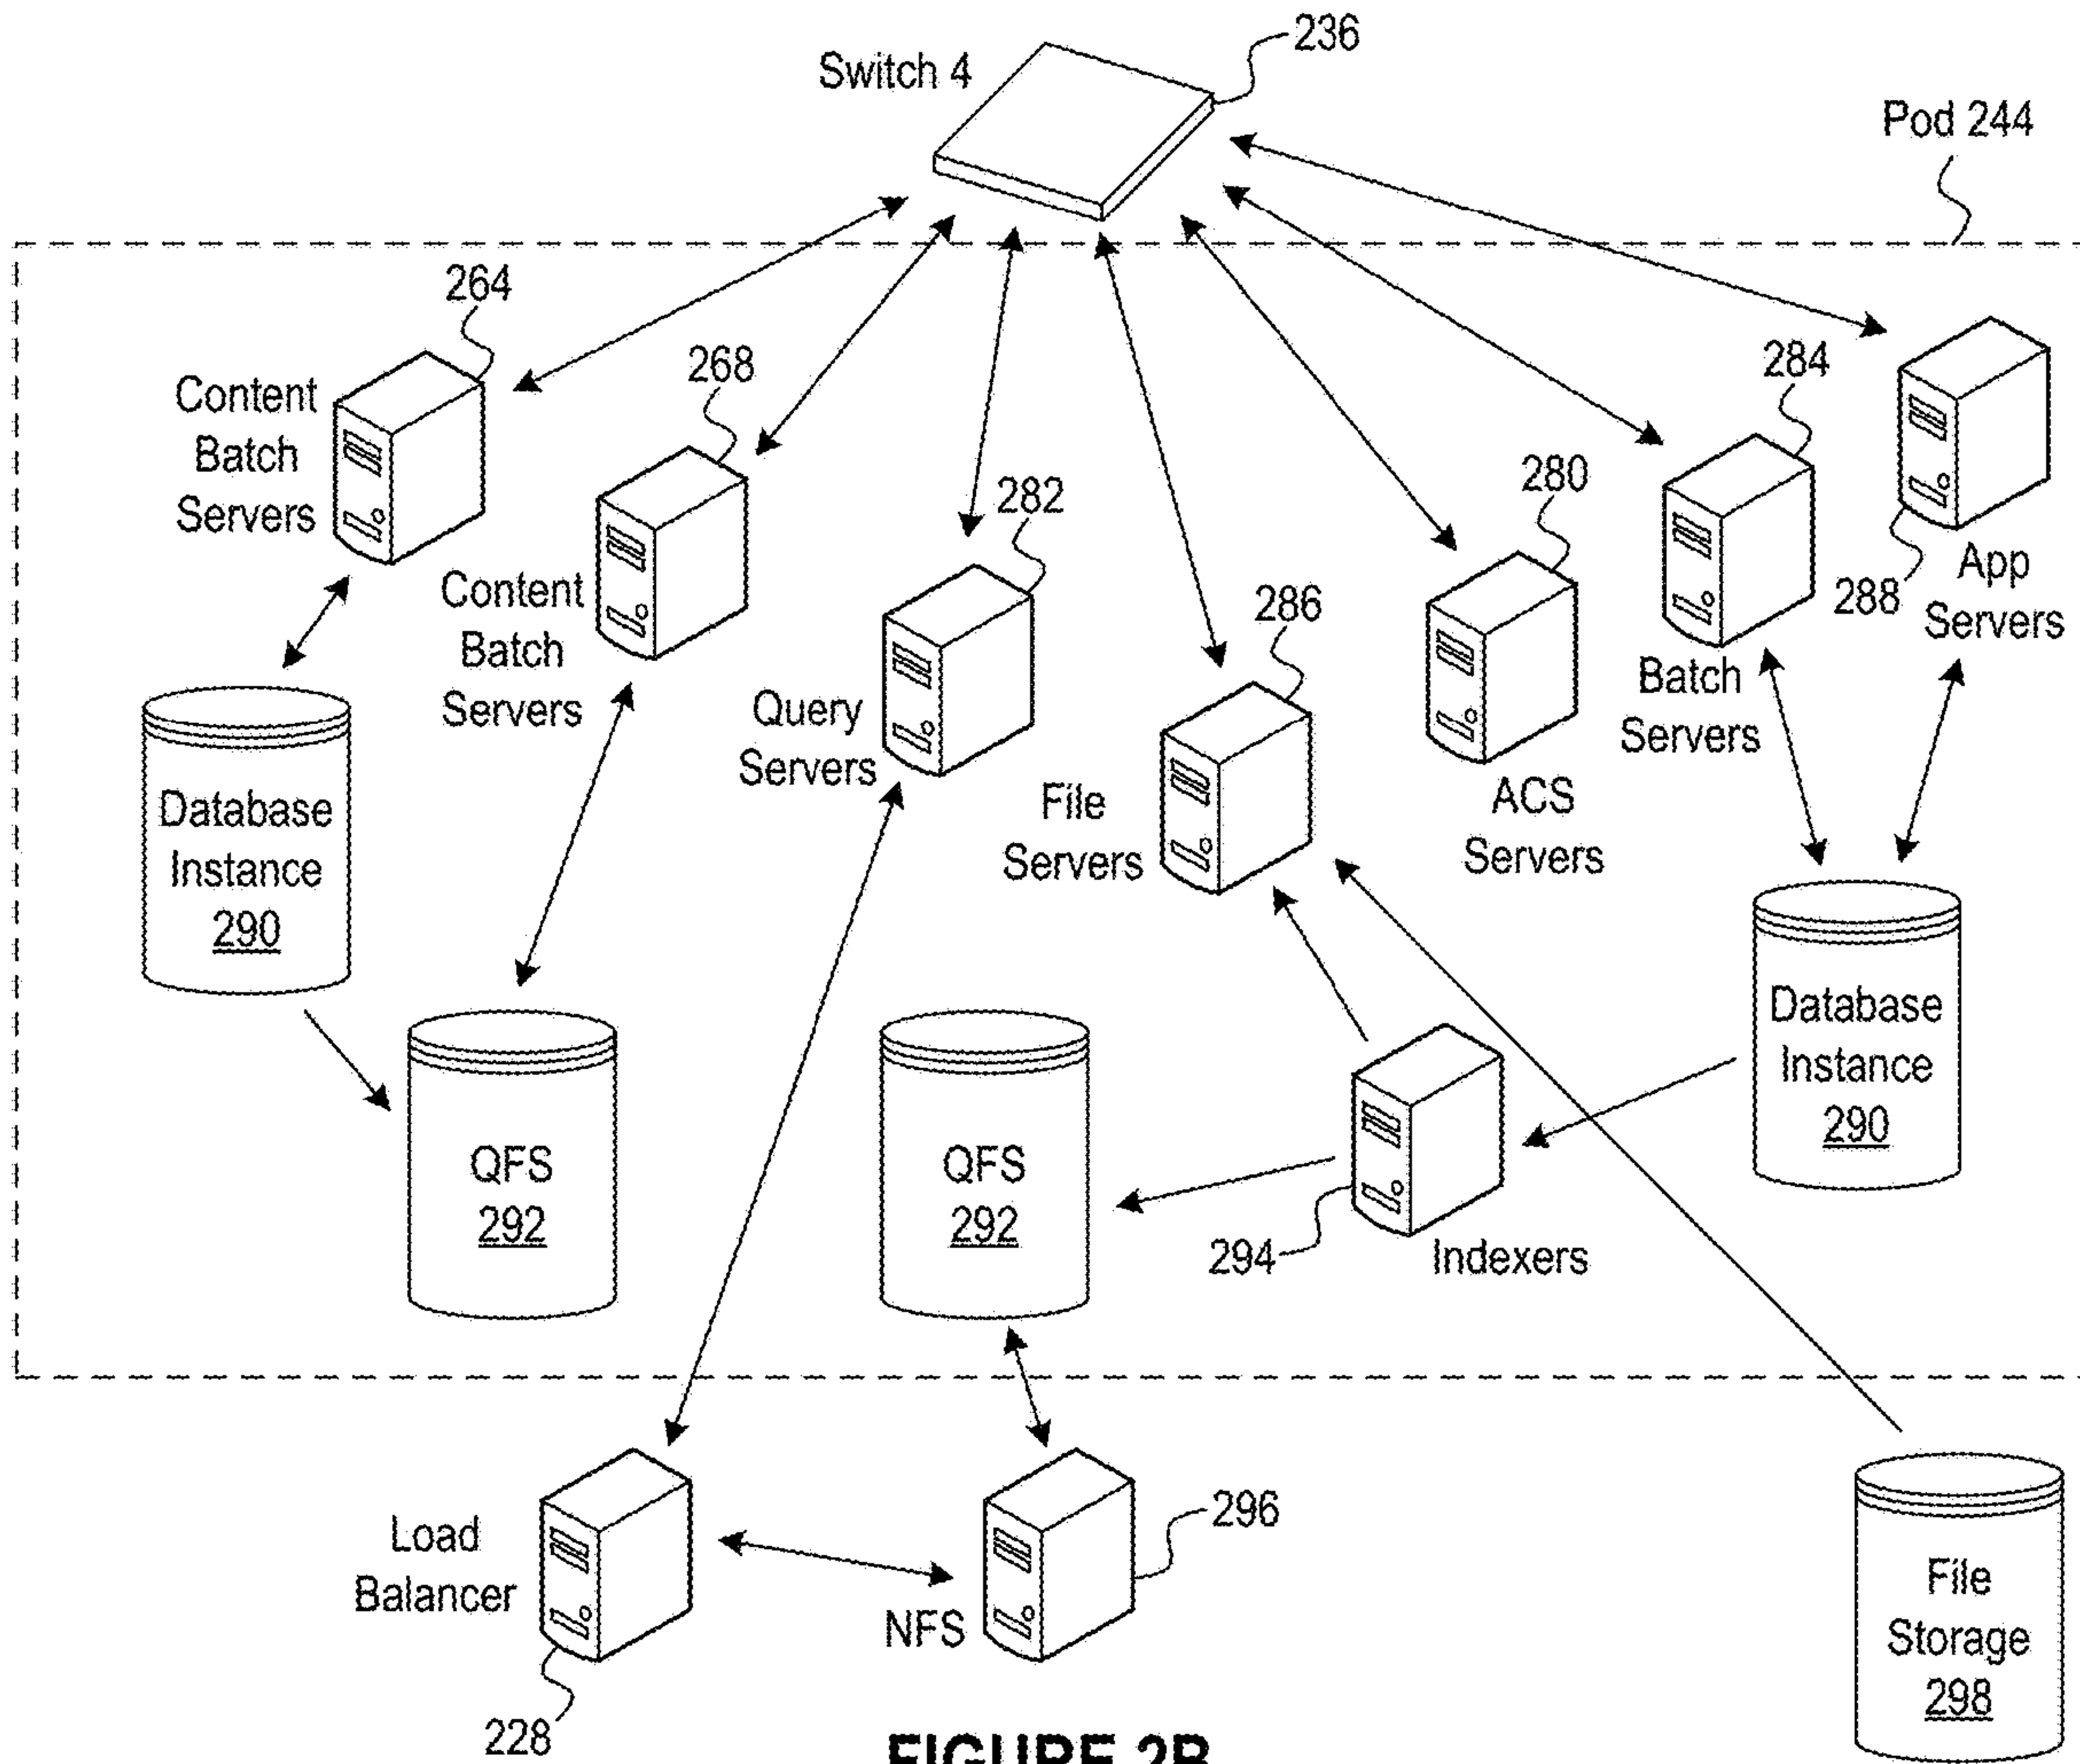 236
Switch 4
Pod 244
264
Content
Batch
Servers
268
Content
Batch
Servers
282
Query
Servers
286
File
Servers
280
ACS
Servers
284
Batch
Servers
288
App
Servers
Database
Instance
290
Database
Instance
290
QFS
292
QFS
292
294
Indexers
Load
Balancer
228
NFS
296
File
Storage
298
FIGURE 2B